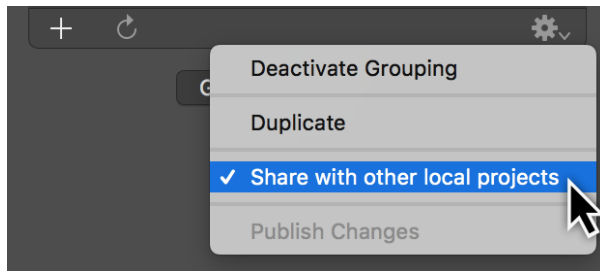 Deactivate Grouping
Duplicate
✓ Share with other local projects
Publish Changes